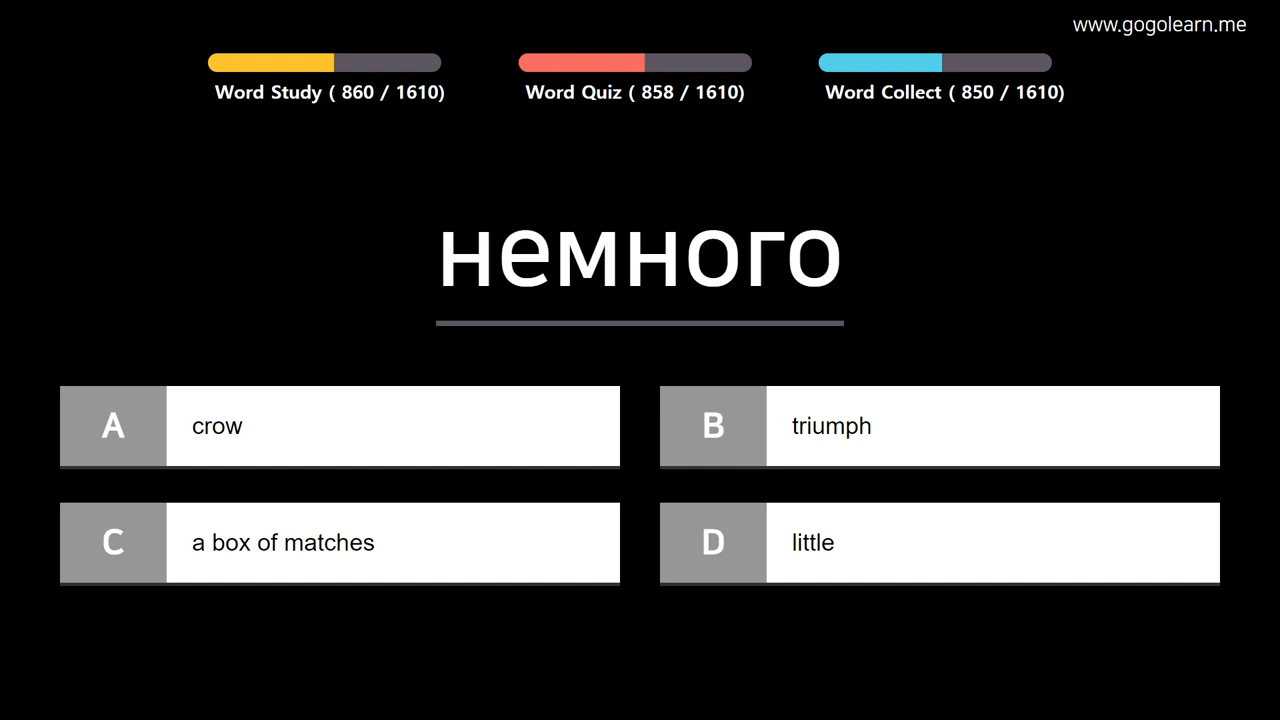 www.gogolearn.me
Word Study ( 860 / 1610)
Word Quiz ( 858 / 1610)
Word Collect ( 850 / 1610)
немного
A crow
B triumph
C a box of matches
D little